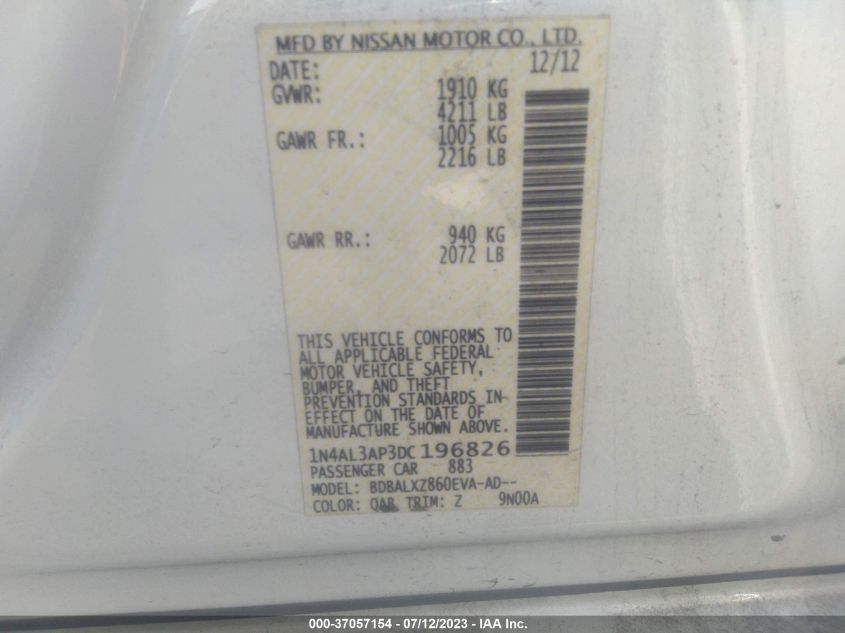 MFD BY NISSAN MOTOR CO., LTD.
DATE: 12/12
GVWR: 1910 KG
4211 LB
GAWR FR.: 1005 KG
2216 LB
GAWR RR.: 940 KG
2072 LB
THIS VEHICLE CONFORMS TO
ALL APPLICABLE FEDERAL
MOTOR VEHICLE SAFETY,
BUMPER, AND THEFT
PREVENTION STANDARDS IN
EFFECT ON THE DATE OF
MANUFACTURE SHOWN ABOVE.
1N4AL3AP3DC196826
PASSENGER CAR 883
MODEL: BDBALXZ860EVA-AD--
COLOR: QAB TRIM: Z 9N00A
000-37057154 - 07/12/2023 - IAA Inc.